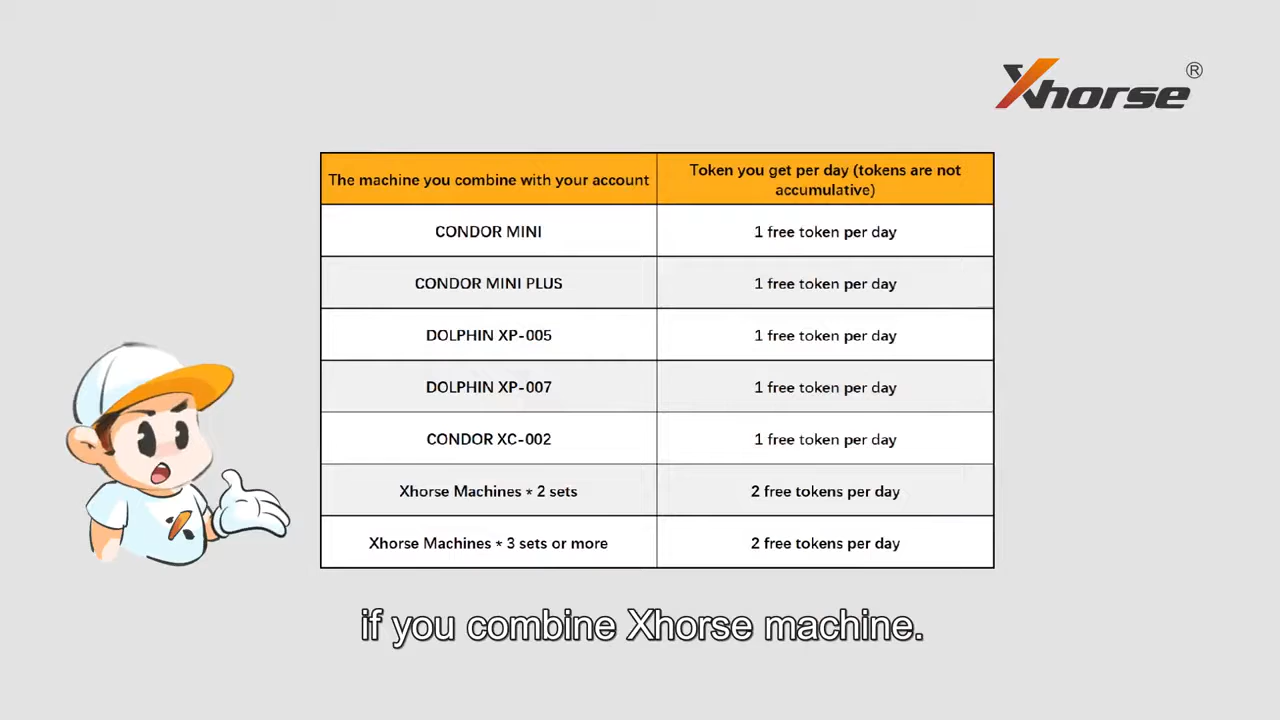 Xhorse®
The machine you combine with your account
Token you get per day (tokens are not
accumulative)
CONDOR MINI
1 free token per day
CONDOR MINI PLUS
1 free token per day
DOLPHIN XP-005
1 free token per day
DOLPHIN XP-007
1 free token per day
CONDOR XC-002
1 free token per day
Xhorse Machines * 2 sets
2 free tokens per day
Xhorse Machines * 3 sets or more
2 free tokens per day
if you combine Xhorse machine.